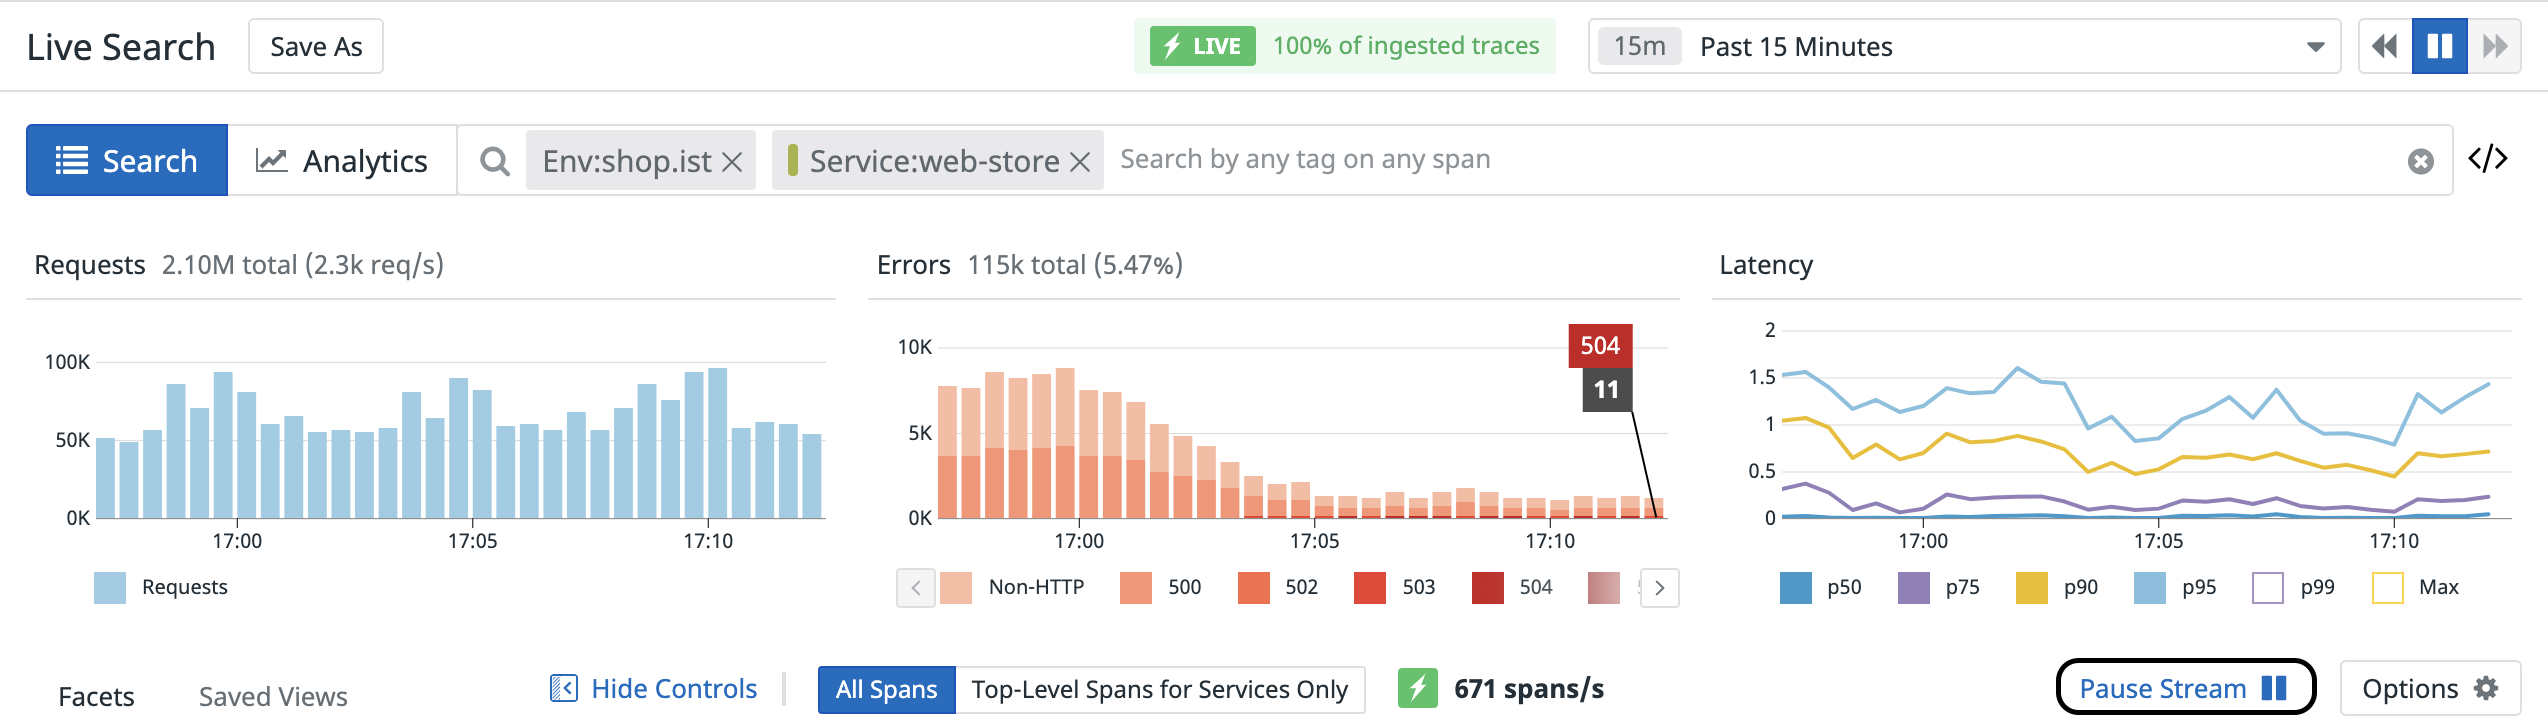 Live Search
Save As
LIVE
100% of ingested traces
15m
Past 15 Minutes
Search
Analytics
Env:shop.ist
Service:web-store
Search by any tag on any span
</>
Requests 2.10M total (2.3k req/s)
100K
50K
0K
17:00
17:05
17:10
Requests
Errors 115k total (5.47%)
10K
5K
0K
504
11
17:00
17:05
17:10
Non-HTTP
500
502
503
504
Latency
2
1.5
1
0.5
0
17:00
17:05
17:10
p50
p75
p90
p95
p99
Max
Facets
Saved Views
Hide Controls
All Spans
Top-Level Spans for Services Only
671 spans/s
Pause Stream
Options